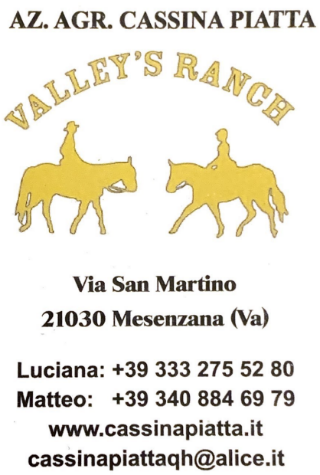 AZ. AGR. CASSINA PIATTA
VALLEY'S RANCH
Via San Martino
21030 Mesenzana (Va)
Luciana: +39 333 275 52 80
Matteo: +39 340 884 69 79
www.cassinapiatta.it
cassinapiattaqh@alice.it